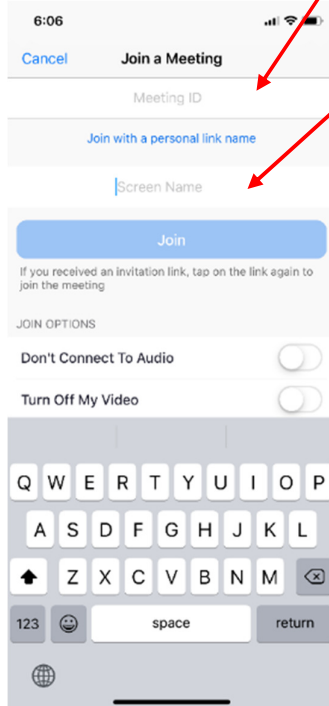 6:06
Cancel Join a Meeting
Meeting ID
Join with a personal link name
Screen Name
Join
If you received an invitation link, tap on the link again to
join the meeting
JOIN OPTIONS
Don't Connect To Audio
Turn Off My Video
Q W E R T Y U I O P
A S D F G H J K L
Z X C V B N M
123 space return